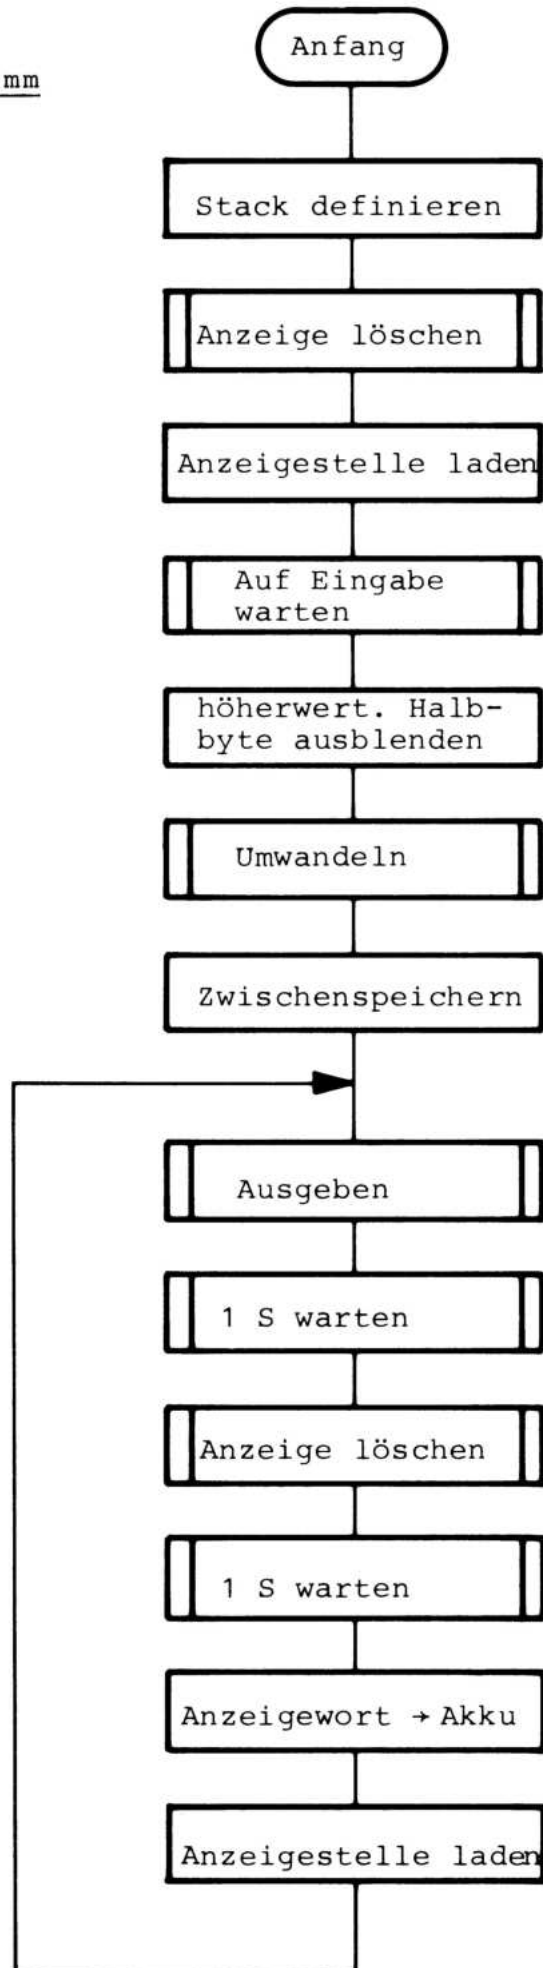 mm
Anfang
Stack definieren
Anzeige löschen
Anzeigestelle laden
Auf Eingabe
warten
höherwert. Halb-
byte ausblenden
Umwandeln
Zwischenspeichern
Ausgeben
1 S warten
Anzeige löschen
1 S warten
Anzeigewort → Akku
Anzeigestelle laden